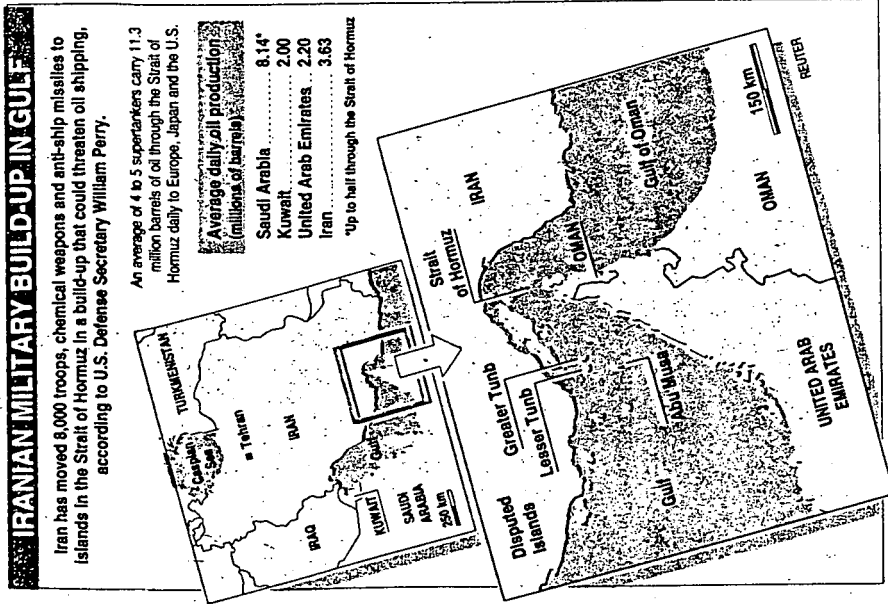 IRANIAN MILITARY BUILD-UP IN GULF
Iran has moved 8,000 troops, chemical weapons and anti-ship missiles to
islands in the Strait of Hormuz in a build-up that could threaten oil shipping,
according to U.S. Defense Secretary William Perry.
An average of 4 to 5 supertankers carry 11.3
million barrels of oil through the Strait of
Hormuz daily to Europe, Japan and the U.S.
Average daily oil production
(millions of barrels)
Saudi Arabia ........... 8.14*
Kuwait ................... 2.00
United Arab Emirates .. 2.20
Iran ........................ 3.63
*Up to half through the Strait of Hormuz
TURKMENISTAN
Caspian
Sea
Tehran
IRAN
IRAQ
KUWAIT
Gulf
SAUDI
ARABIA
250 km
Strait
of Hormuz
IRAN
Greater Tunb
Lesser Tunb
Disputed
Islands
OMAN
Gulf of Oman
Abu Musa
Gulf
UNITED ARAB
EMIRATES
OMAN
150 km
REUTER